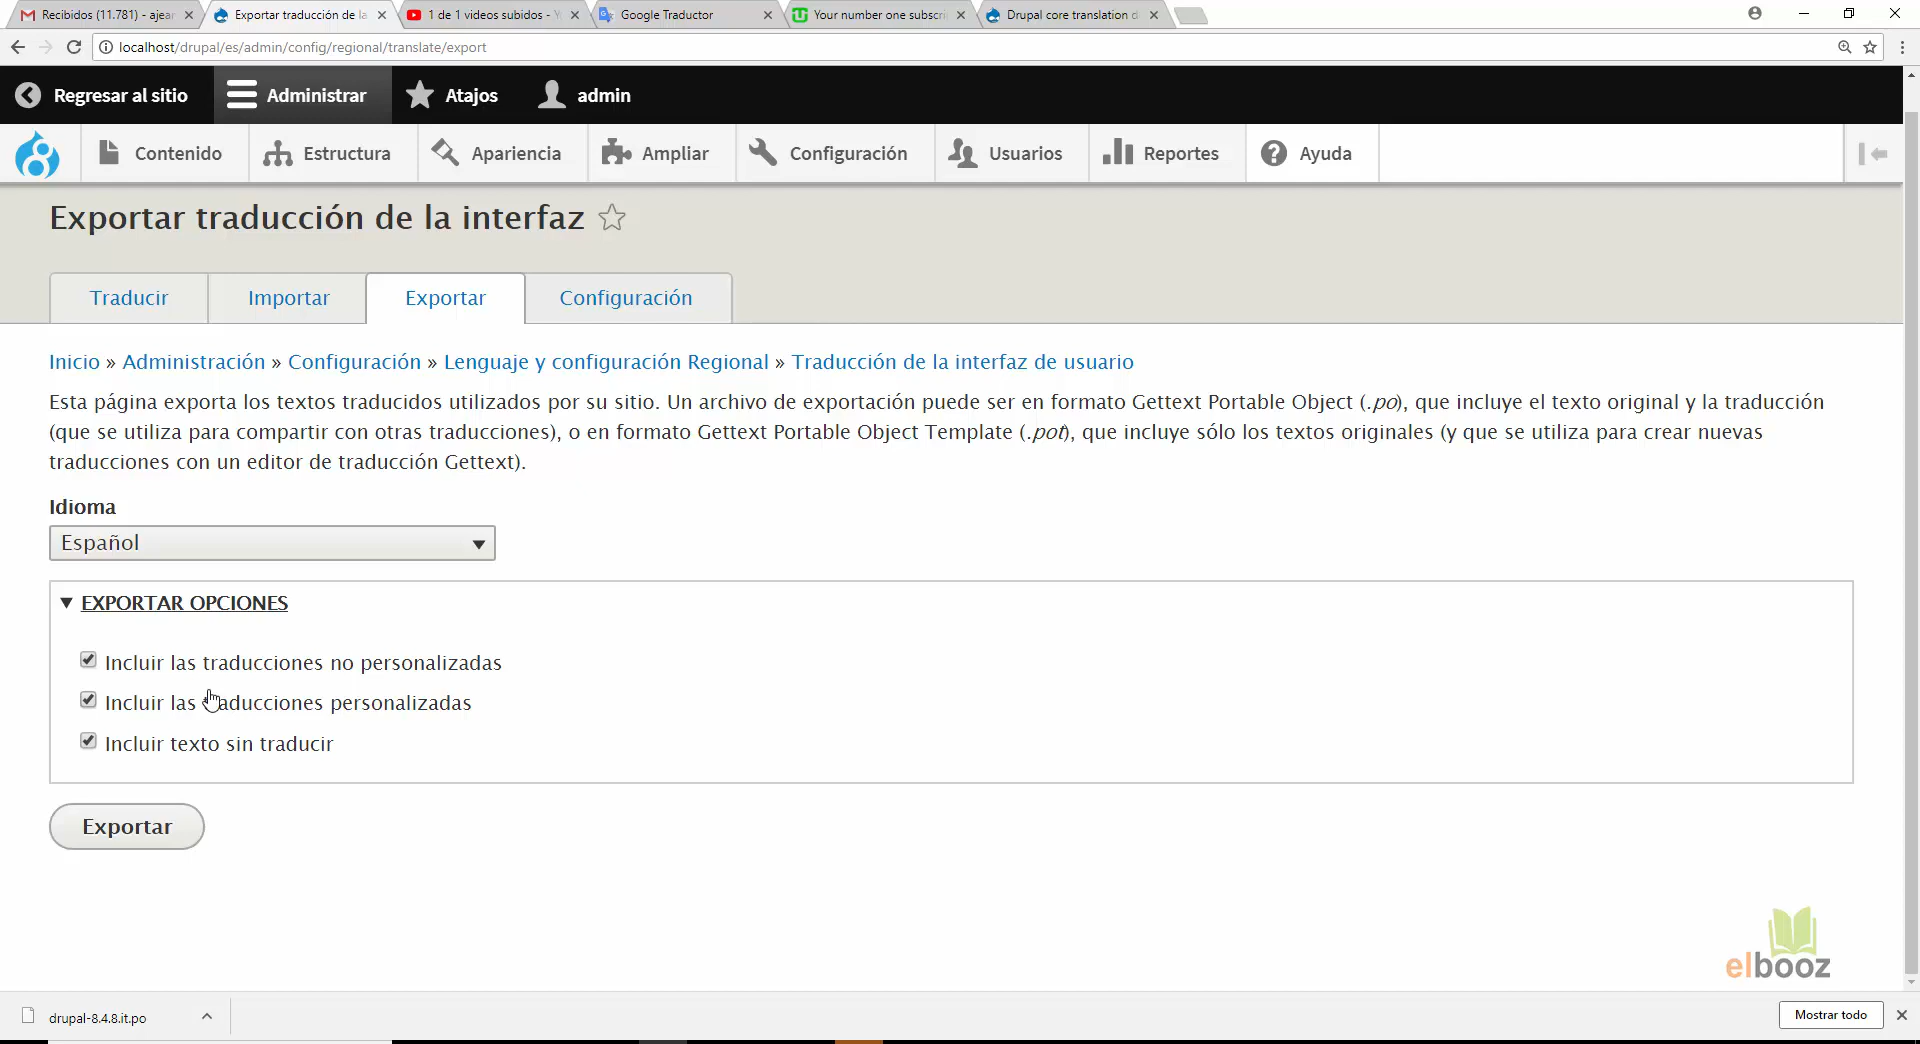 Recibidos (11.781) - ajear
Exportar traducción de la
1 de 1 videos subidos - Y
Google Traductor
Your number one subscri
Drupal core translation d
localhost/drupal/es/admin/config/regional/translate/export
Regresar al sitio
Administrar
Atajos
admin
Contenido
Estructura
Apariencia
Ampliar
Configuración
Usuarios
Reportes
Ayuda
Exportar traducción de la interfaz
Traducir
Importar
Exportar
Configuración
Inicio » Administración » Configuración » Lenguaje y configuración Regional » Traducción de la interfaz de usuario
Esta página exporta los textos traducidos utilizados por su sitio. Un archivo de exportación puede ser en formato Gettext Portable Object (.po), que incluye el texto original y la traducción
(que se utiliza para compartir con otras traducciones), o en formato Gettext Portable Object Template (.pot), que incluye sólo los textos originales (y que se utiliza para crear nuevas
traducciones con un editor de traducción Gettext).
Idioma
Español
EXPORTAR OPCIONES
Incluir las traducciones no personalizadas
Incluir las traducciones personalizadas
Incluir texto sin traducir
Exportar
elbooz
drupal-8.4.8.it.po
Mostrar todo